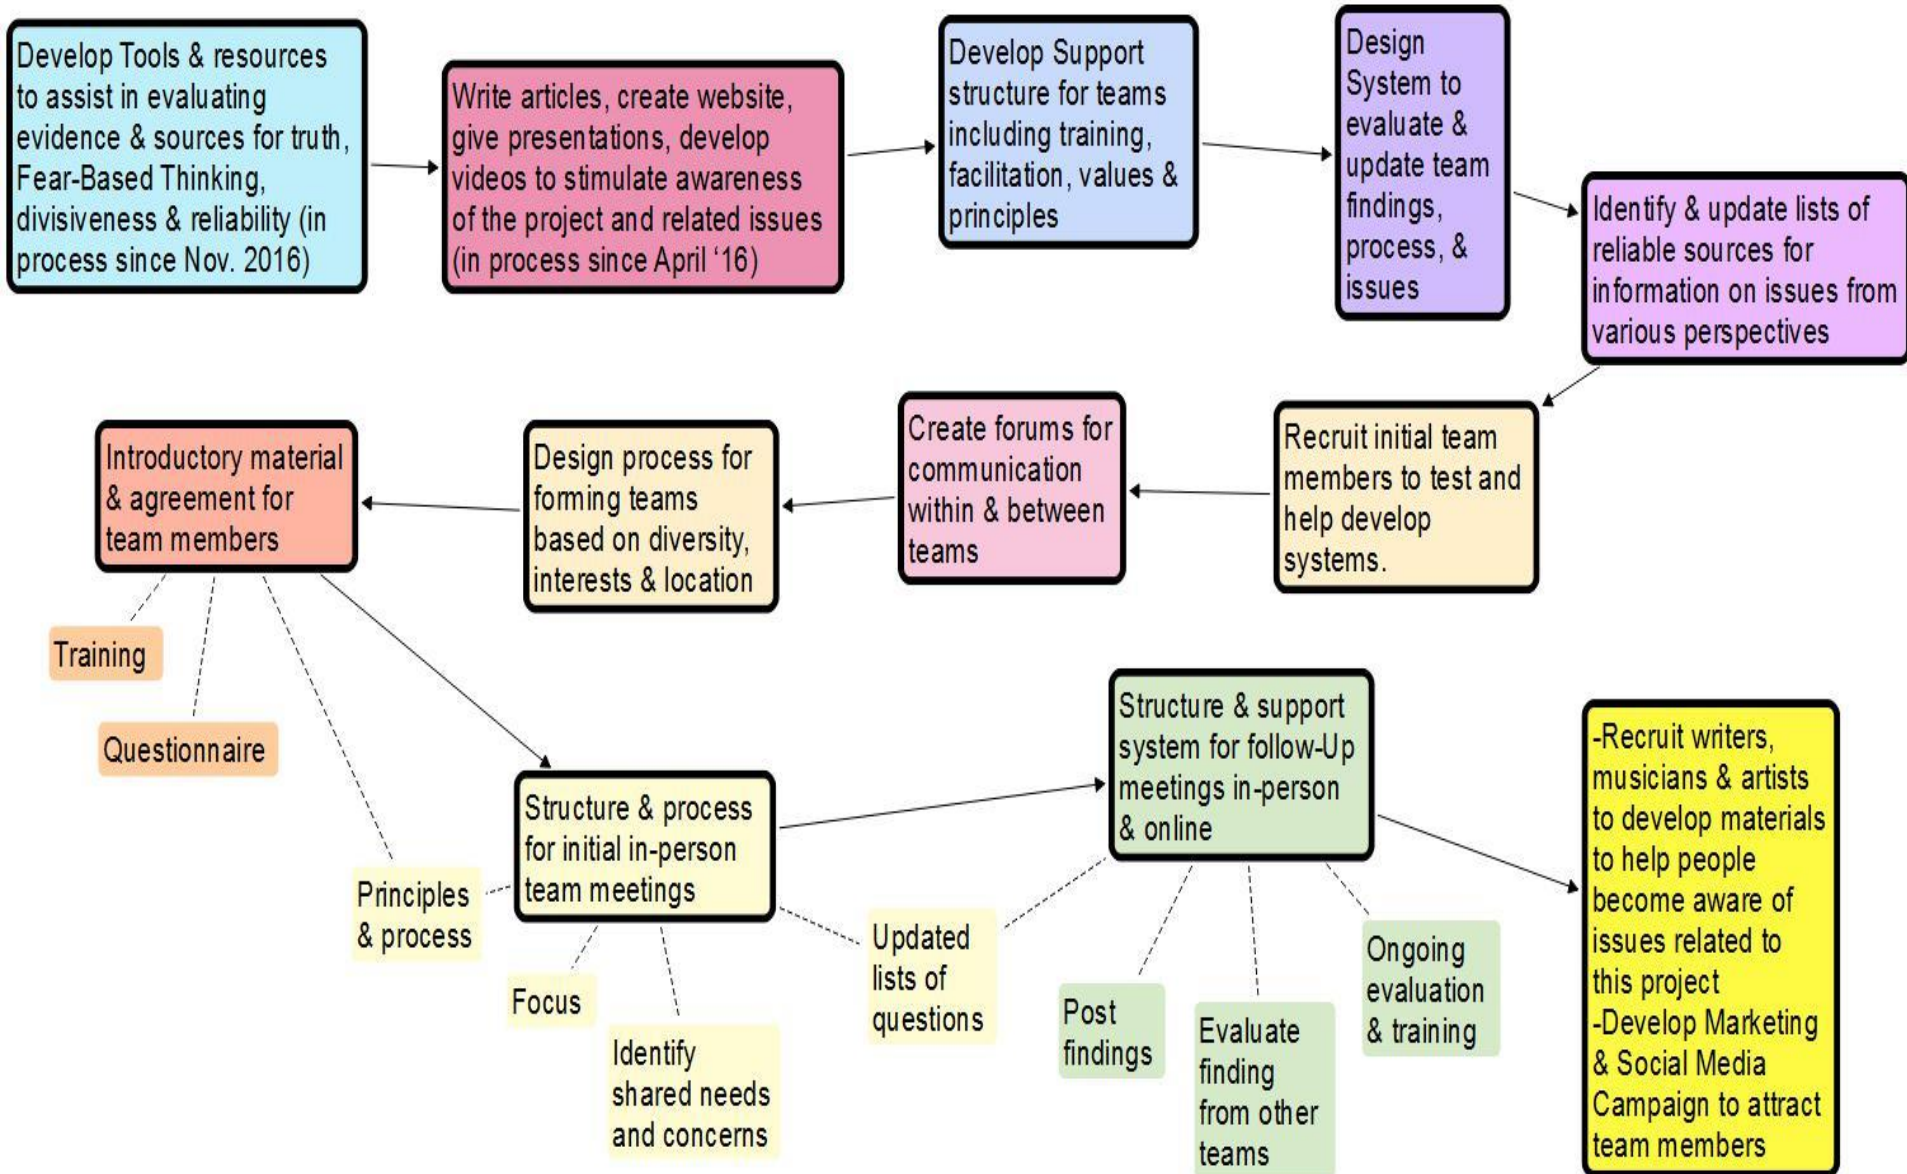 Develop Tools & resources
to assist in evaluating
evidence & sources for truth,
Fear-Based Thinking,
divisiveness & reliability (in
process since Nov. 2016)
Write articles, create website,
give presentations, develop
videos to stimulate awareness
of the project and related issues
(in process since April ‘16)
Develop Support
structure for teams
including training,
facilitation, values &
principles
Design
System to
evaluate &
update team
findings,
process, &
issues
Identify & update lists of
reliable sources for
information on issues from
various perspectives
Recruit initial team
members to test and
help develop
systems.
Create forums for
communication
within & between
teams
Design process for
forming teams
based on diversity,
interests & location
Introductory material
& agreement for
team members
Training
Questionnaire
Principles
& process
Structure & process
for initial in-person
team meetings
Focus
Identify
shared needs
and concerns
Updated
lists of
questions
Structure & support
system for follow-Up
meetings in-person
& online
Post
findings
Evaluate
finding
from other
teams
Ongoing
evaluation
& training
-Recruit writers,
musicians & artists
to develop materials
to help people
become aware of
issues related to
this project
-Develop Marketing
& Social Media
Campaign to attract
team members